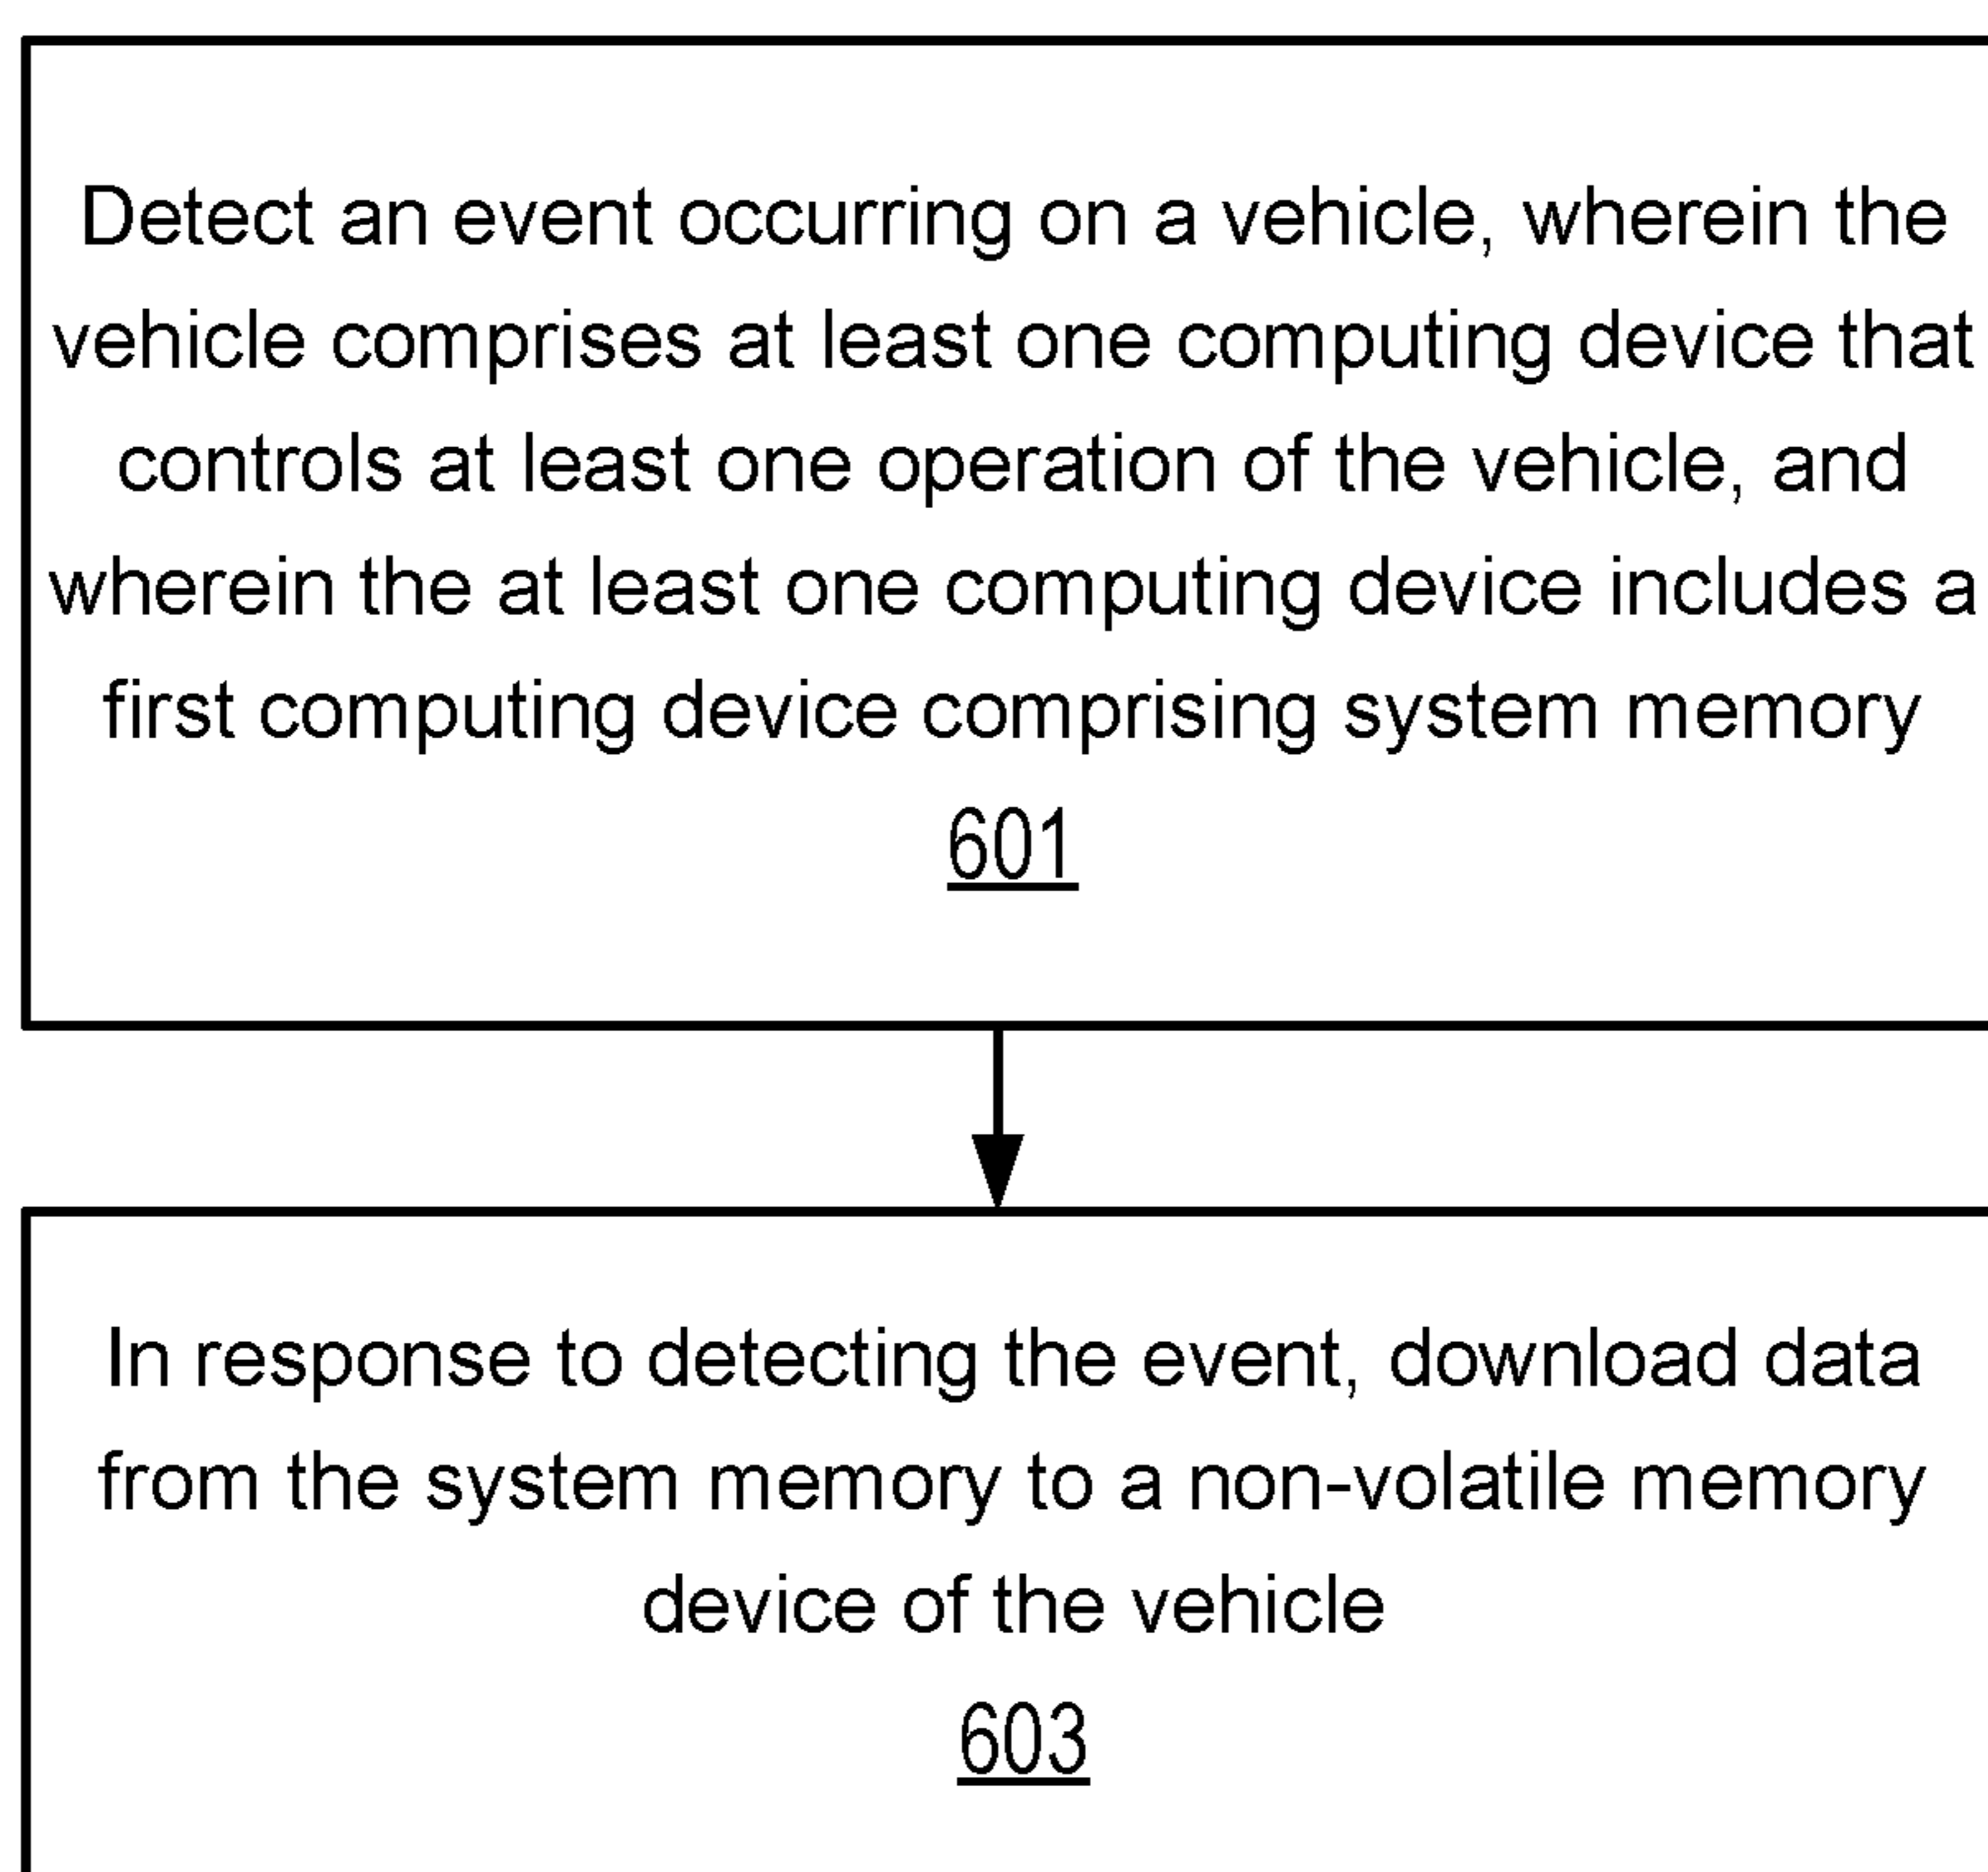 Detect an event occurring on a vehicle, wherein the
vehicle comprises at least one computing device that
controls at least one operation of the vehicle, and
wherein the at least one computing device includes a
first computing device comprising system memory
601
In response to detecting the event, download data
from the system memory to a non-volatile memory
device of the vehicle
603